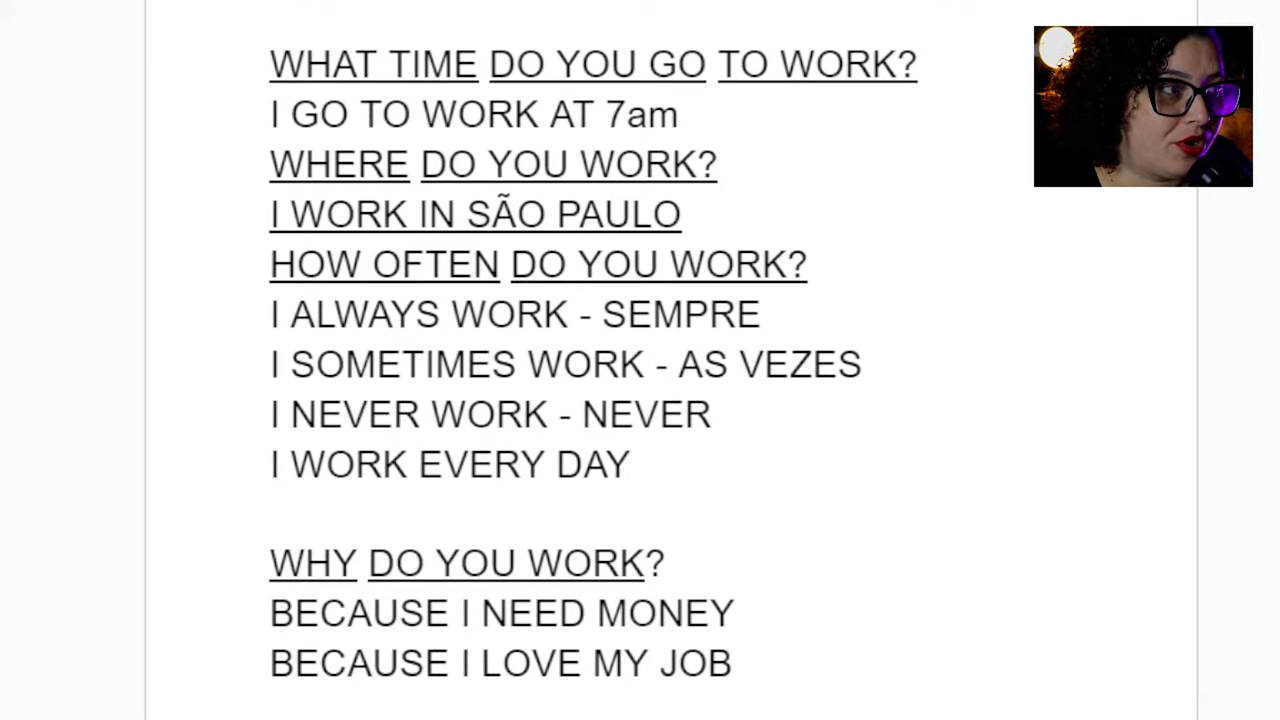 WHAT TIME DO YOU GO TO WORK?
I GO TO WORK AT 7am
WHERE DO YOU WORK?
I WORK IN SÃO PAULO
HOW OFTEN DO YOU WORK?
I ALWAYS WORK - SEMPRE
I SOMETIMES WORK - AS VEZES
I NEVER WORK - NEVER
I WORK EVERY DAY
WHY DO YOU WORK?
BECAUSE I NEED MONEY
BECAUSE I LOVE MY JOB